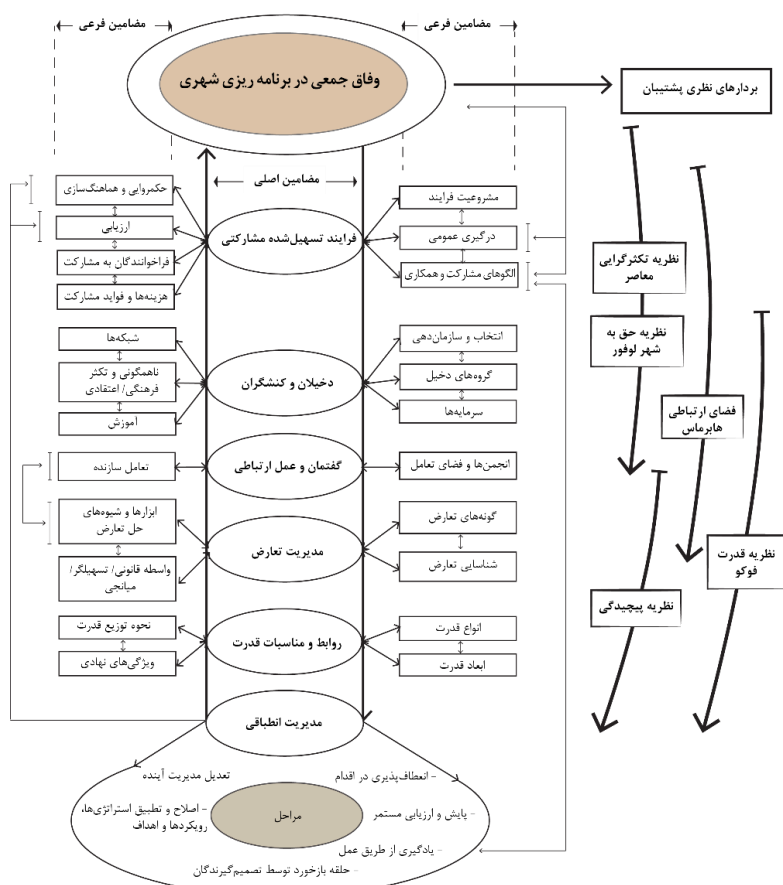 مضامین فرعی
مضامین فرعی
وفاق جمعی در برنامه ریزی شهری
بردارهای نظری پشتیبان
مضامین اصلی
فرایند تسهیل‌شده مشارکتی
مشروعیت فرایند
درگیری عمومی
الگوهای مشارکت و همکاری
حکمروایی و هماهنگ‌سازی
ارزیابی
فراخوانندگان به مشارکت
هزینه‌ها و فواید مشارکت
دخیلان و کنشگران
انتخاب و سازمان‌دهی
گروه‌های دخیل
سرمایه‌ها
شبکه‌ها
ناهمگونی و تکثر
فرهنگی/ اعتقادی
آموزش
گفتمان و عمل ارتباطی
انجمن‌ها و فضای تعامل
تعامل سازنده
مدیریت تعارض
گونه‌های تعارض
شناسایی تعارض
ابزارها و شیوه‌های
حل تعارض
واسطه قانونی/ تسهیلگر/
میانجی
روابط و مناسبات قدرت
انواع قدرت
ابعاد قدرت
نحوه توزیع قدرت
ویژگی‌های نهادی
مدیریت انطباقی
- انعطاف‌پذیری در اقدام
- پایش و ارزیابی مستمر
- یادگیری از طریق عمل
- حلقه بازخورد توسط تصمیم‌گیرندگان
- اصلاح و تطبیق استراتژی‌ها،
رویکردها و اهداف
تعدیل مدیریت آینده
مراحل
نظریه تکثرگرایی
معاصر
نظریه حق به
شهر لوفور
فضای ارتباطی
هابرماس
نظریه قدرت
فوکو
نظریه پیچیدگی